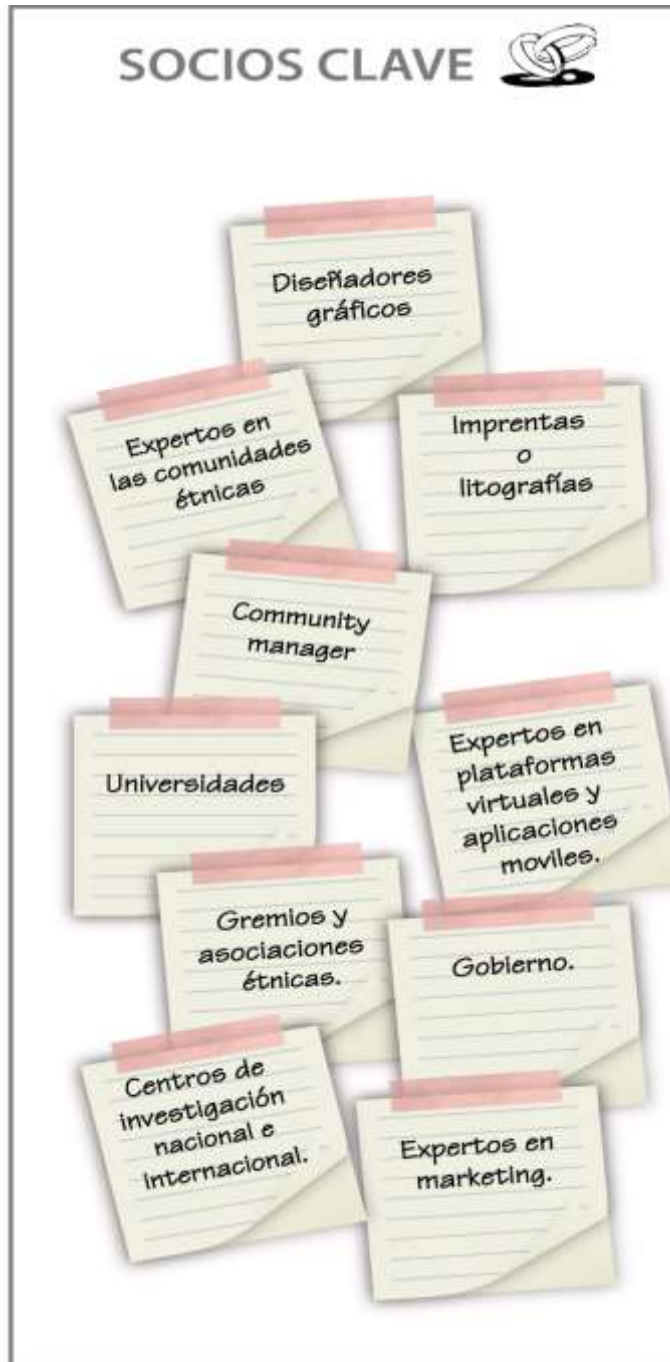 SOCIOS CLAVE
Diseñadores
gráficos
Expertos en
las comunidades
étnicas
Imprentas
o
litografías
Community
manager
Universidades
Expertos en
plataformas
virtuales y
aplicaciones
moviles.
Gremios y
asociaciones
étnicas.
Gobierno.
Centros de
investigación
nacional e
internacional.
Expertos en
marketing.